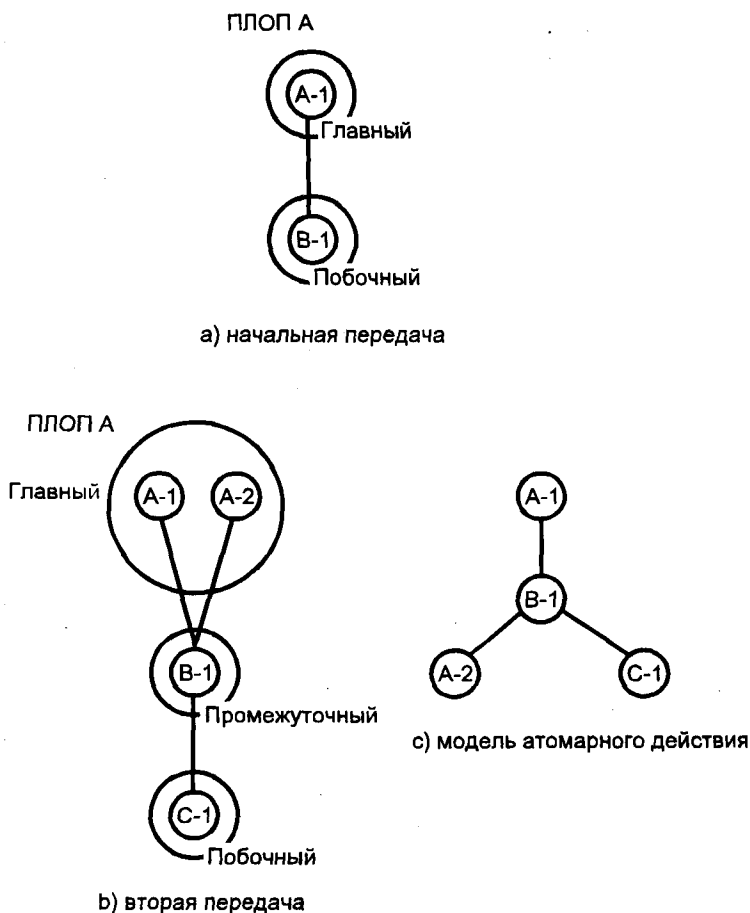 ПЛОП А
А-1
Главный
В-1
Побочный
а) начальная передача
ПЛОП А
Главный
А-1 А-2
В-1
Промежуточный
С-1
Побочный
b) вторая передача
А-1
В-1
А-2 С-1
с) модель атомарного действия